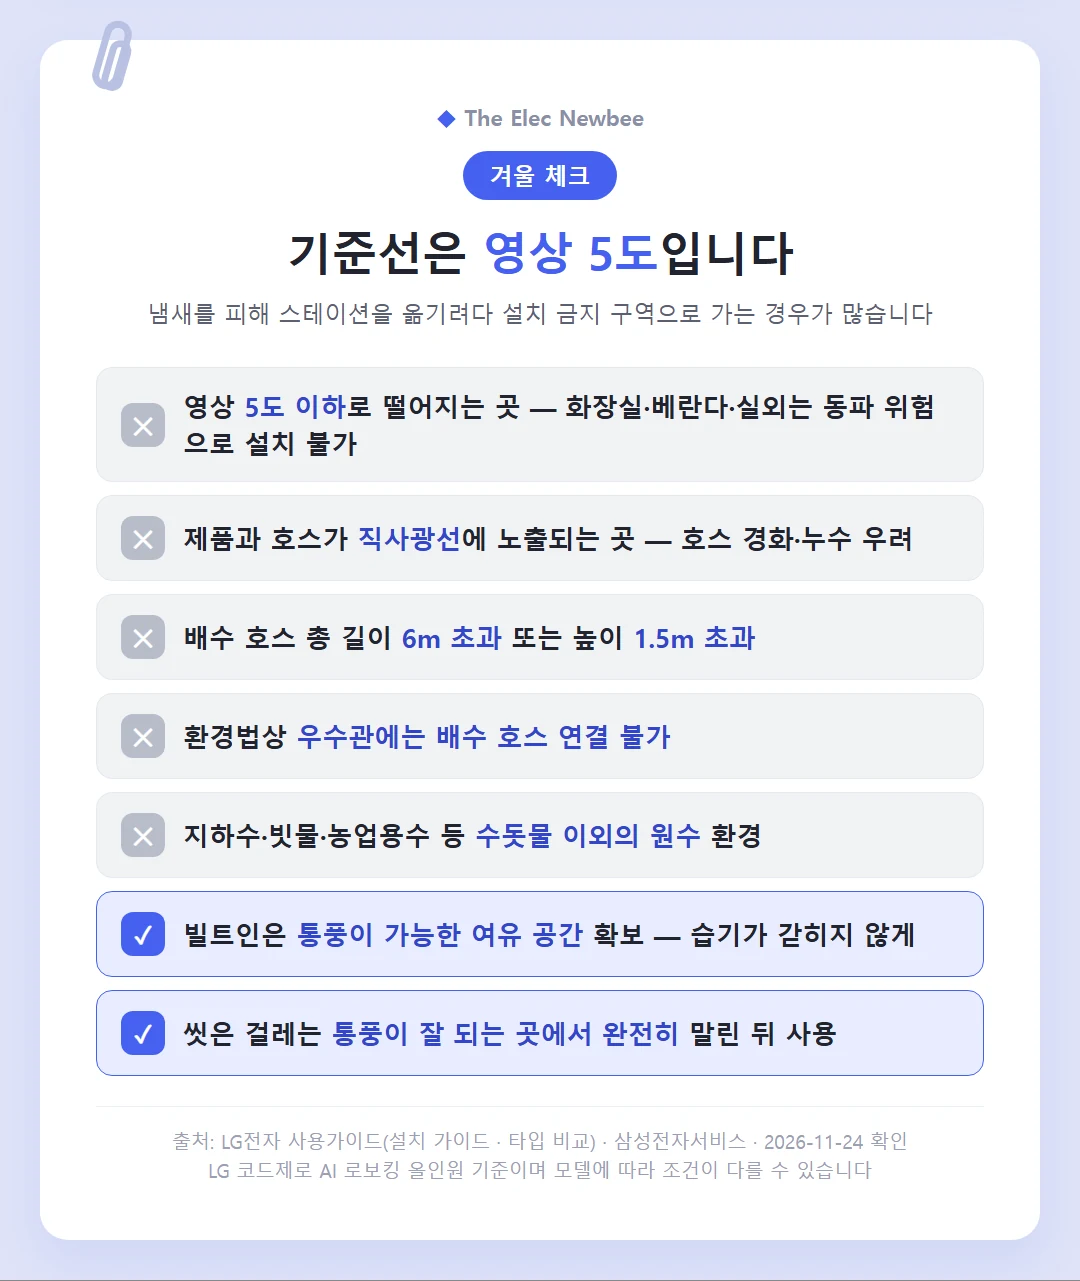 The Elec Newbee
겨울 체크
기준선은 영상 5도입니다
냄새를 피해 스테이션을 옮기려다 설치 금지 구역으로 가는 경우가 많습니다
영상 5도 이하로 떨어지는 곳 — 화장실·베란다·실외는 동파 위험
으로 설치 불가
제품과 호스가 직사광선에 노출되는 곳 — 호스 경화·누수 우려
배수 호스 총 길이 6m 초과 또는 높이 1.5m 초과
환경법상 우수관에는 배수 호스 연결 불가
지하수·빗물·농업용수 등 수돗물 이외의 원수 환경
빌트인은 통풍이 가능한 여유 공간 확보 — 습기가 갇히지 않게
씻은 걸레는 통풍이 잘 되는 곳에서 완전히 말린 뒤 사용
출처: LG전자 사용가이드(설치 가이드 · 타입 비교) · 삼성전자서비스 · 2026-11-24 확인
LG 코드제로 AI 로보킹 올인원 기준이며 모델에 따라 조건이 다를 수 있습니다